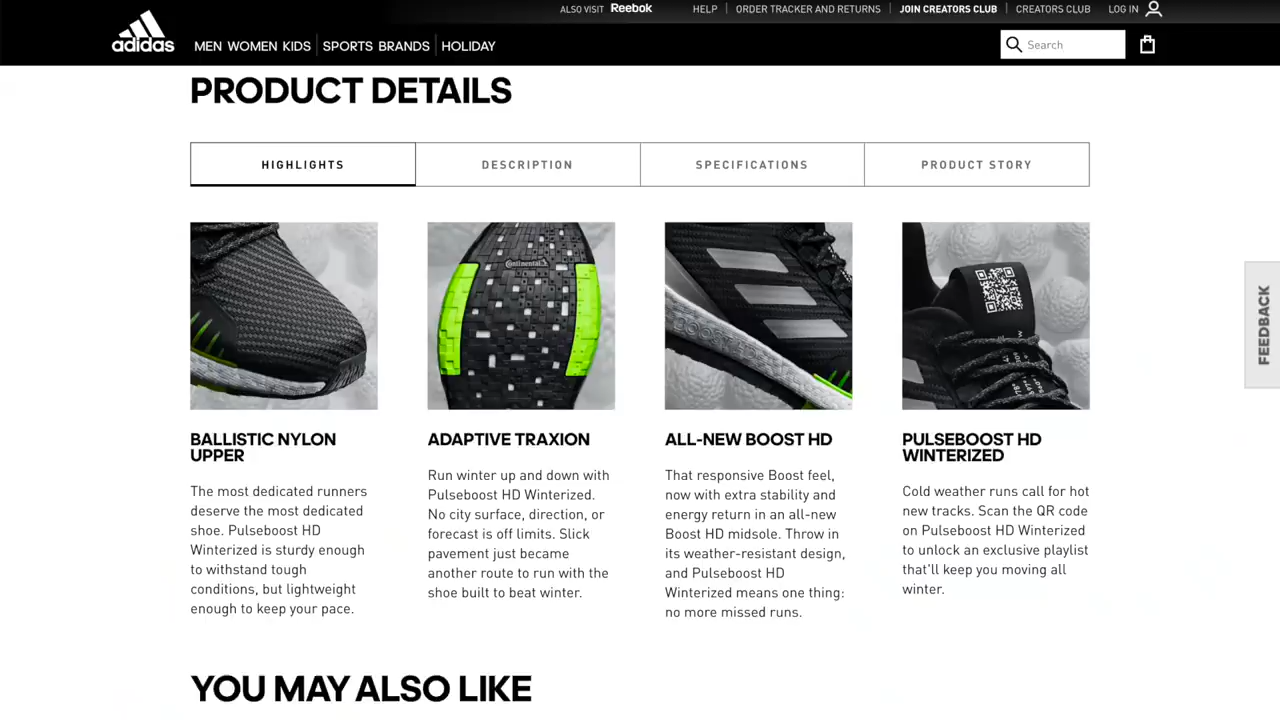 ALSO VISIT Reebok HELP ORDER TRACKER AND RETURNS JOIN CREATORS CLUB CREATORS CLUB LOG IN
adidas
MEN WOMEN KIDS SPORTS BRANDS HOLIDAY
Search
PRODUCT DETAILS
HIGHLIGHTS
DESCRIPTION
SPECIFICATIONS
PRODUCT STORY
Continental
BOOST HD
BALLISTIC NYLON
UPPER
The most dedicated runners
deserve the most dedicated
shoe. Pulseboost HD
Winterized is sturdy enough
to withstand tough
conditions, but lightweight
enough to keep your pace.
ADAPTIVE TRAXION
Run winter up and down with
Pulseboost HD Winterized.
No city surface, direction, or
forecast is off limits. Slick
pavement just became
another route to run with the
shoe built to beat winter.
ALL-NEW BOOST HD
That responsive Boost feel,
now with extra stability and
energy return in an all-new
Boost HD midsole. Throw in
its weather-resistant design,
and Pulseboost HD
Winterized means one thing:
no more missed runs.
PULSEBOOST HD
WINTERIZED
Cold weather runs call for hot
new tracks. Scan the QR code
on Pulseboost HD Winterized
to unlock an exclusive playlist
that'll keep you moving all
winter.
FEEDBACK
YOU MAY ALSO LIKE